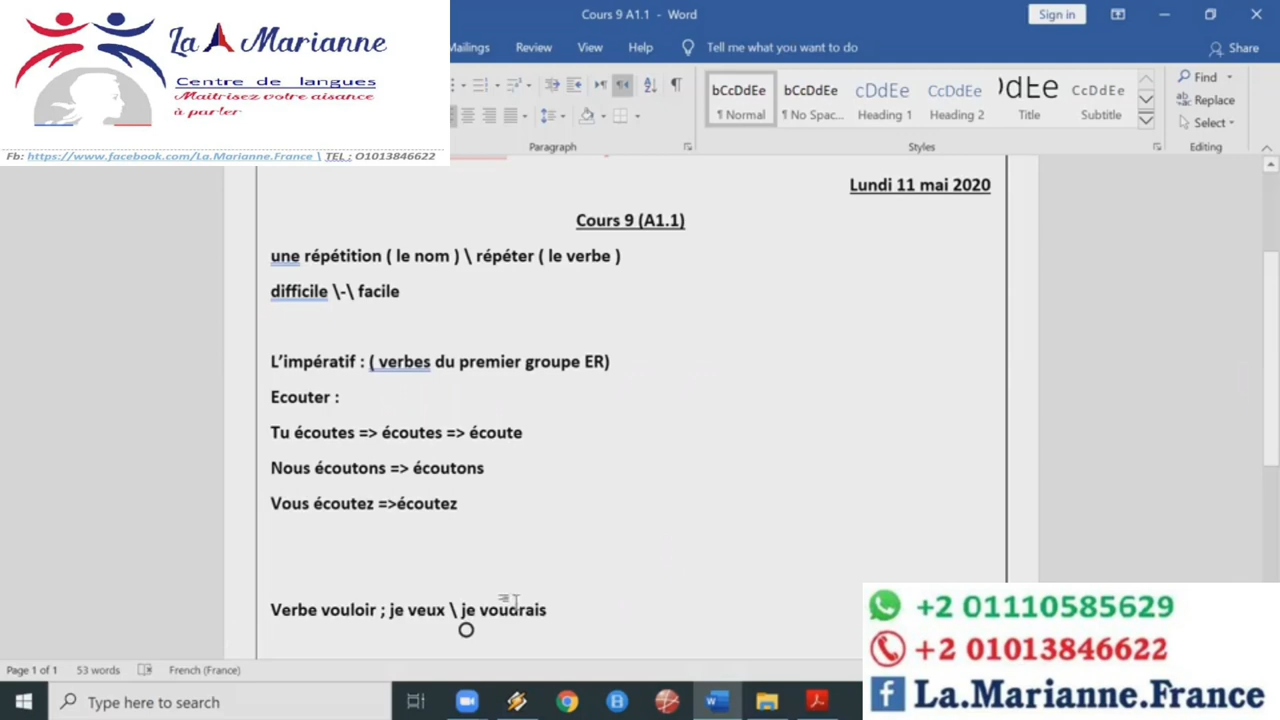 La Marianne
Centre de langues
Maîtrisez votre aisance
à parler
Fb: https://www.facebook.com/La.Marianne.France \ TEL : O1013846622
Cours 9 A1.1 - Word
Sign in
Mailings Review View Help Tell me what you want to do
Share
bCcDdEe bCcDdEe cDdEe CcDdEe dEe CcDdEe
¶ Normal ¶ No Spac... Heading 1 Heading 2 Title Subtitle
Find
Replace
Select
Paragraph Styles Editing
Lundi 11 mai 2020
Cours 9 (A1.1)
une répétition ( le nom ) \ répéter ( le verbe )
difficile \-\ facile
L’impératif : ( verbes du premier groupe ER)
Ecouter :
Tu écoutes => écoutes => écoute
Nous écoutons => écoutons
Vous écoutez =>écoutez
Verbe vouloir ; je veux \ je voudrais
Page 1 of 1 53 words French (France)
Type here to search
+2 01110585629
+2 01013846622
La.Marianne.France